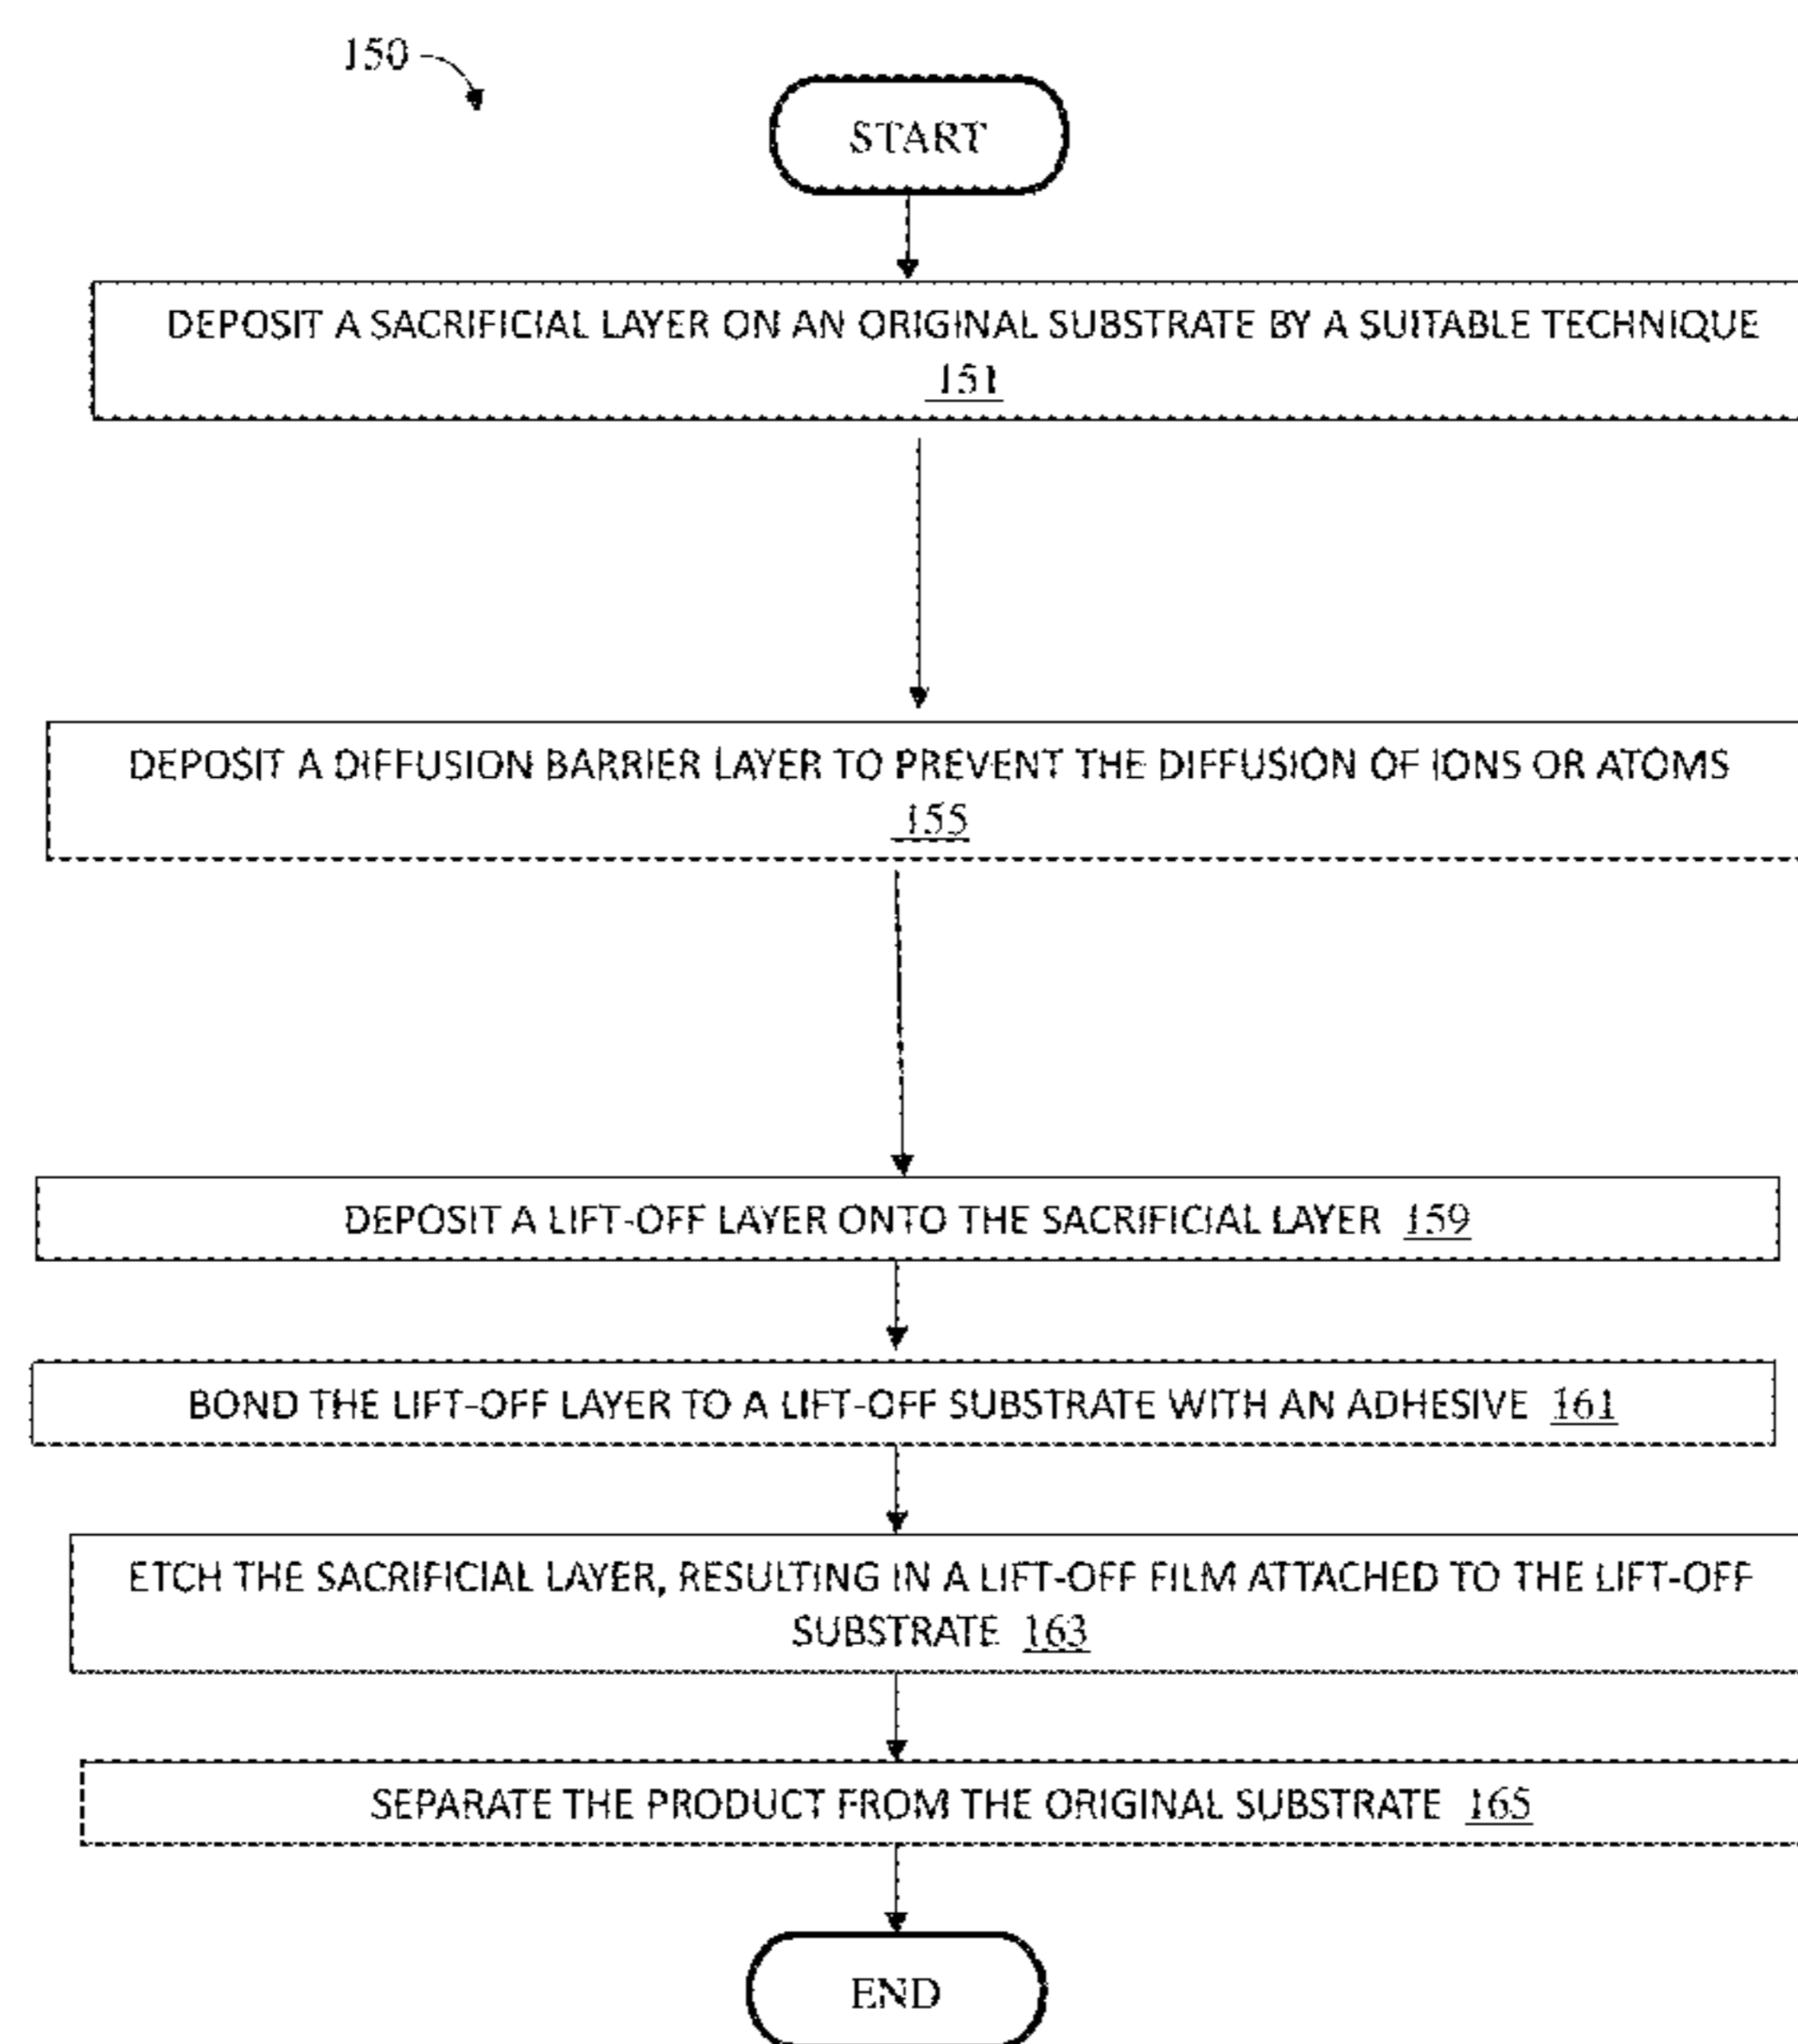 150
START
DEPOSIT A SACRIFICIAL LAYER ON AN ORIGINAL SUBSTRATE BY A SUITABLE TECHNIQUE
151
DEPOSIT A DIFFUSION BARRIER LAYER TO PREVENT THE DIFFUSION OF IONS OR ATOMS
155
DEPOSIT A LIFT-OFF LAYER ONTO THE SACRIFICIAL LAYER 159
BOND THE LIFT-OFF LAYER TO A LIFT-OFF SUBSTRATE WITH AN ADHESIVE 161
ETCH THE SACRIFICIAL LAYER, RESULTING IN A LIFT-OFF FILM ATTACHED TO THE LIFT-OFF
SUBSTRATE 163
SEPARATE THE PRODUCT FROM THE ORIGINAL SUBSTRATE 165
END